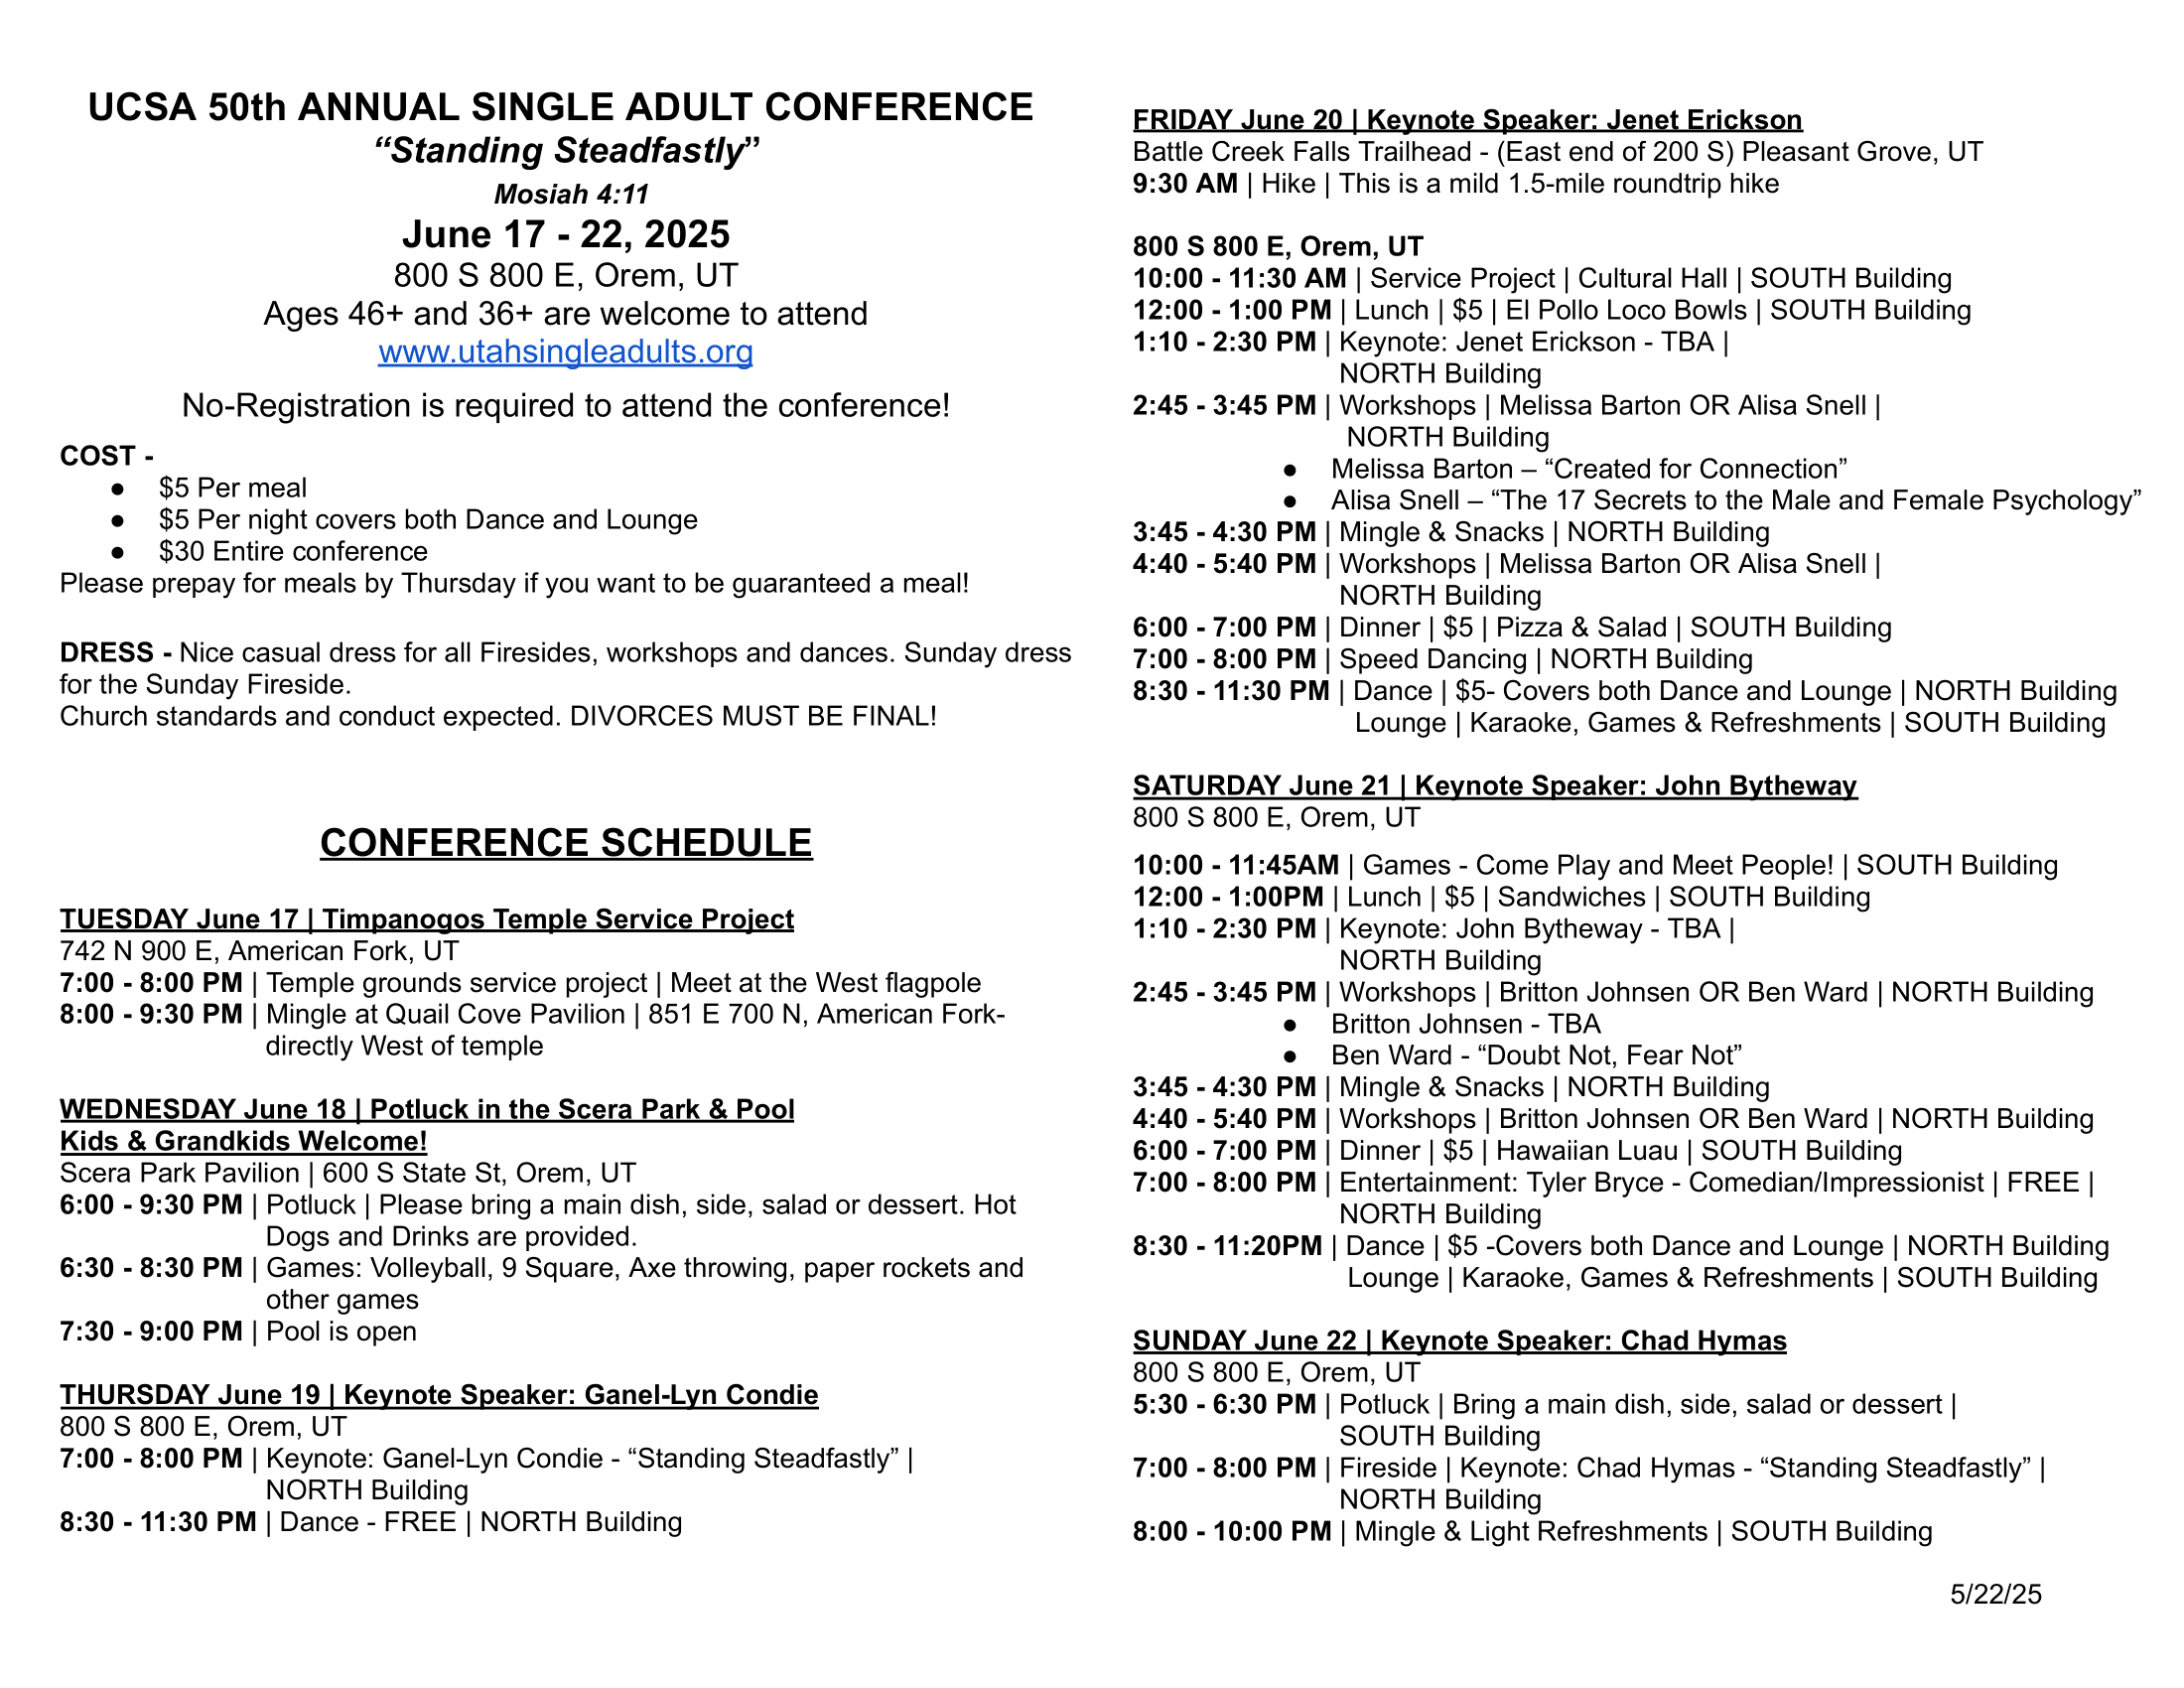 UCSA 50th ANNUAL SINGLE ADULT CONFERENCE
“Standing Steadfastly”
Mosiah 4:11
June 17 - 22, 2025
800 S 800 E, Orem, UT
Ages 46+ and 36+ are welcome to attend
www.utahsingleadults.org
No-Registration is required to attend the conference!
COST -
● $5 Per meal
● $5 Per night covers both Dance and Lounge
● $30 Entire conference
Please prepay for meals by Thursday if you want to be guaranteed a meal!
DRESS - Nice casual dress for all Firesides, workshops and dances. Sunday dress
for the Sunday Fireside.
Church standards and conduct expected. DIVORCES MUST BE FINAL!
CONFERENCE SCHEDULE
TUESDAY June 17 | Timpanogos Temple Service Project
742 N 900 E, American Fork, UT
7:00 - 8:00 PM | Temple grounds service project | Meet at the West flagpole
8:00 - 9:30 PM | Mingle at Quail Cove Pavilion | 851 E 700 N, American Fork-
directly West of temple
WEDNESDAY June 18 | Potluck in the Scera Park & Pool
Kids & Grandkids Welcome!
Scera Park Pavilion | 600 S State St, Orem, UT
6:00 - 9:30 PM | Potluck | Please bring a main dish, side, salad or dessert. Hot
Dogs and Drinks are provided.
6:30 - 8:30 PM | Games: Volleyball, 9 Square, Axe throwing, paper rockets and
other games
7:30 - 9:00 PM | Pool is open
THURSDAY June 19 | Keynote Speaker: Ganel-Lyn Condie
800 S 800 E, Orem, UT
7:00 - 8:00 PM | Keynote: Ganel-Lyn Condie - “Standing Steadfastly” |
NORTH Building
8:30 - 11:30 PM | Dance - FREE | NORTH Building
FRIDAY June 20 | Keynote Speaker: Jenet Erickson
Battle Creek Falls Trailhead - (East end of 200 S) Pleasant Grove, UT
9:30 AM | Hike | This is a mild 1.5-mile roundtrip hike
800 S 800 E, Orem, UT
10:00 - 11:30 AM | Service Project | Cultural Hall | SOUTH Building
12:00 - 1:00 PM | Lunch | $5 | El Pollo Loco Bowls | SOUTH Building
1:10 - 2:30 PM | Keynote: Jenet Erickson - TBA |
NORTH Building
2:45 - 3:45 PM | Workshops | Melissa Barton OR Alisa Snell |
NORTH Building
● Melissa Barton – “Created for Connection”
● Alisa Snell – “The 17 Secrets to the Male and Female Psychology”
3:45 - 4:30 PM | Mingle & Snacks | NORTH Building
4:40 - 5:40 PM | Workshops | Melissa Barton OR Alisa Snell |
NORTH Building
6:00 - 7:00 PM | Dinner | $5 | Pizza & Salad | SOUTH Building
7:00 - 8:00 PM | Speed Dancing | NORTH Building
8:30 - 11:30 PM | Dance | $5- Covers both Dance and Lounge | NORTH Building
Lounge | Karaoke, Games & Refreshments | SOUTH Building
SATURDAY June 21 | Keynote Speaker: John Bytheway
800 S 800 E, Orem, UT
10:00 - 11:45AM | Games - Come Play and Meet People! | SOUTH Building
12:00 - 1:00PM | Lunch | $5 | Sandwiches | SOUTH Building
1:10 - 2:30 PM | Keynote: John Bytheway - TBA |
NORTH Building
2:45 - 3:45 PM | Workshops | Britton Johnsen OR Ben Ward | NORTH Building
● Britton Johnsen - TBA
● Ben Ward - “Doubt Not, Fear Not”
3:45 - 4:30 PM | Mingle & Snacks | NORTH Building
4:40 - 5:40 PM | Workshops | Britton Johnsen OR Ben Ward | NORTH Building
6:00 - 7:00 PM | Dinner | $5 | Hawaiian Luau | SOUTH Building
7:00 - 8:00 PM | Entertainment: Tyler Bryce - Comedian/Impressionist | FREE |
NORTH Building
8:30 - 11:20PM | Dance | $5 -Covers both Dance and Lounge | NORTH Building
Lounge | Karaoke, Games & Refreshments | SOUTH Building
SUNDAY June 22 | Keynote Speaker: Chad Hymas
800 S 800 E, Orem, UT
5:30 - 6:30 PM | Potluck | Bring a main dish, side, salad or dessert |
SOUTH Building
7:00 - 8:00 PM | Fireside | Keynote: Chad Hymas - “Standing Steadfastly” |
NORTH Building
8:00 - 10:00 PM | Mingle & Light Refreshments | SOUTH Building
5/22/25